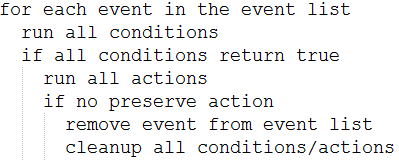 for each event in the event list
run all conditions
if all conditions return true
run all actions
if no preserve action
remove event from event list
cleanup all conditions/actions